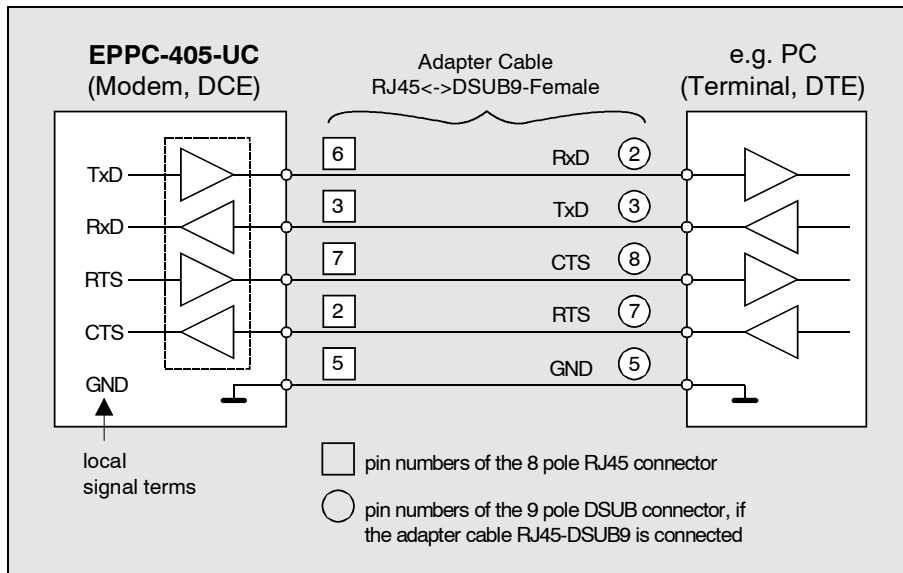 EPPC-405-UC
(Modem, DCE)
Adapter Cable
RJ45<->DSUB9-Female
e.g. PC
(Terminal, DTE)
TxD
6
RxD
2
RxD
3
TxD
3
RTS
7
CTS
8
CTS
2
RTS
7
GND
5
GND
5
local
signal terms
pin numbers of the 8 pole RJ45 connector
pin numbers of the 9 pole DSUB connector, if
the adapter cable RJ45-DSUB9 is connected